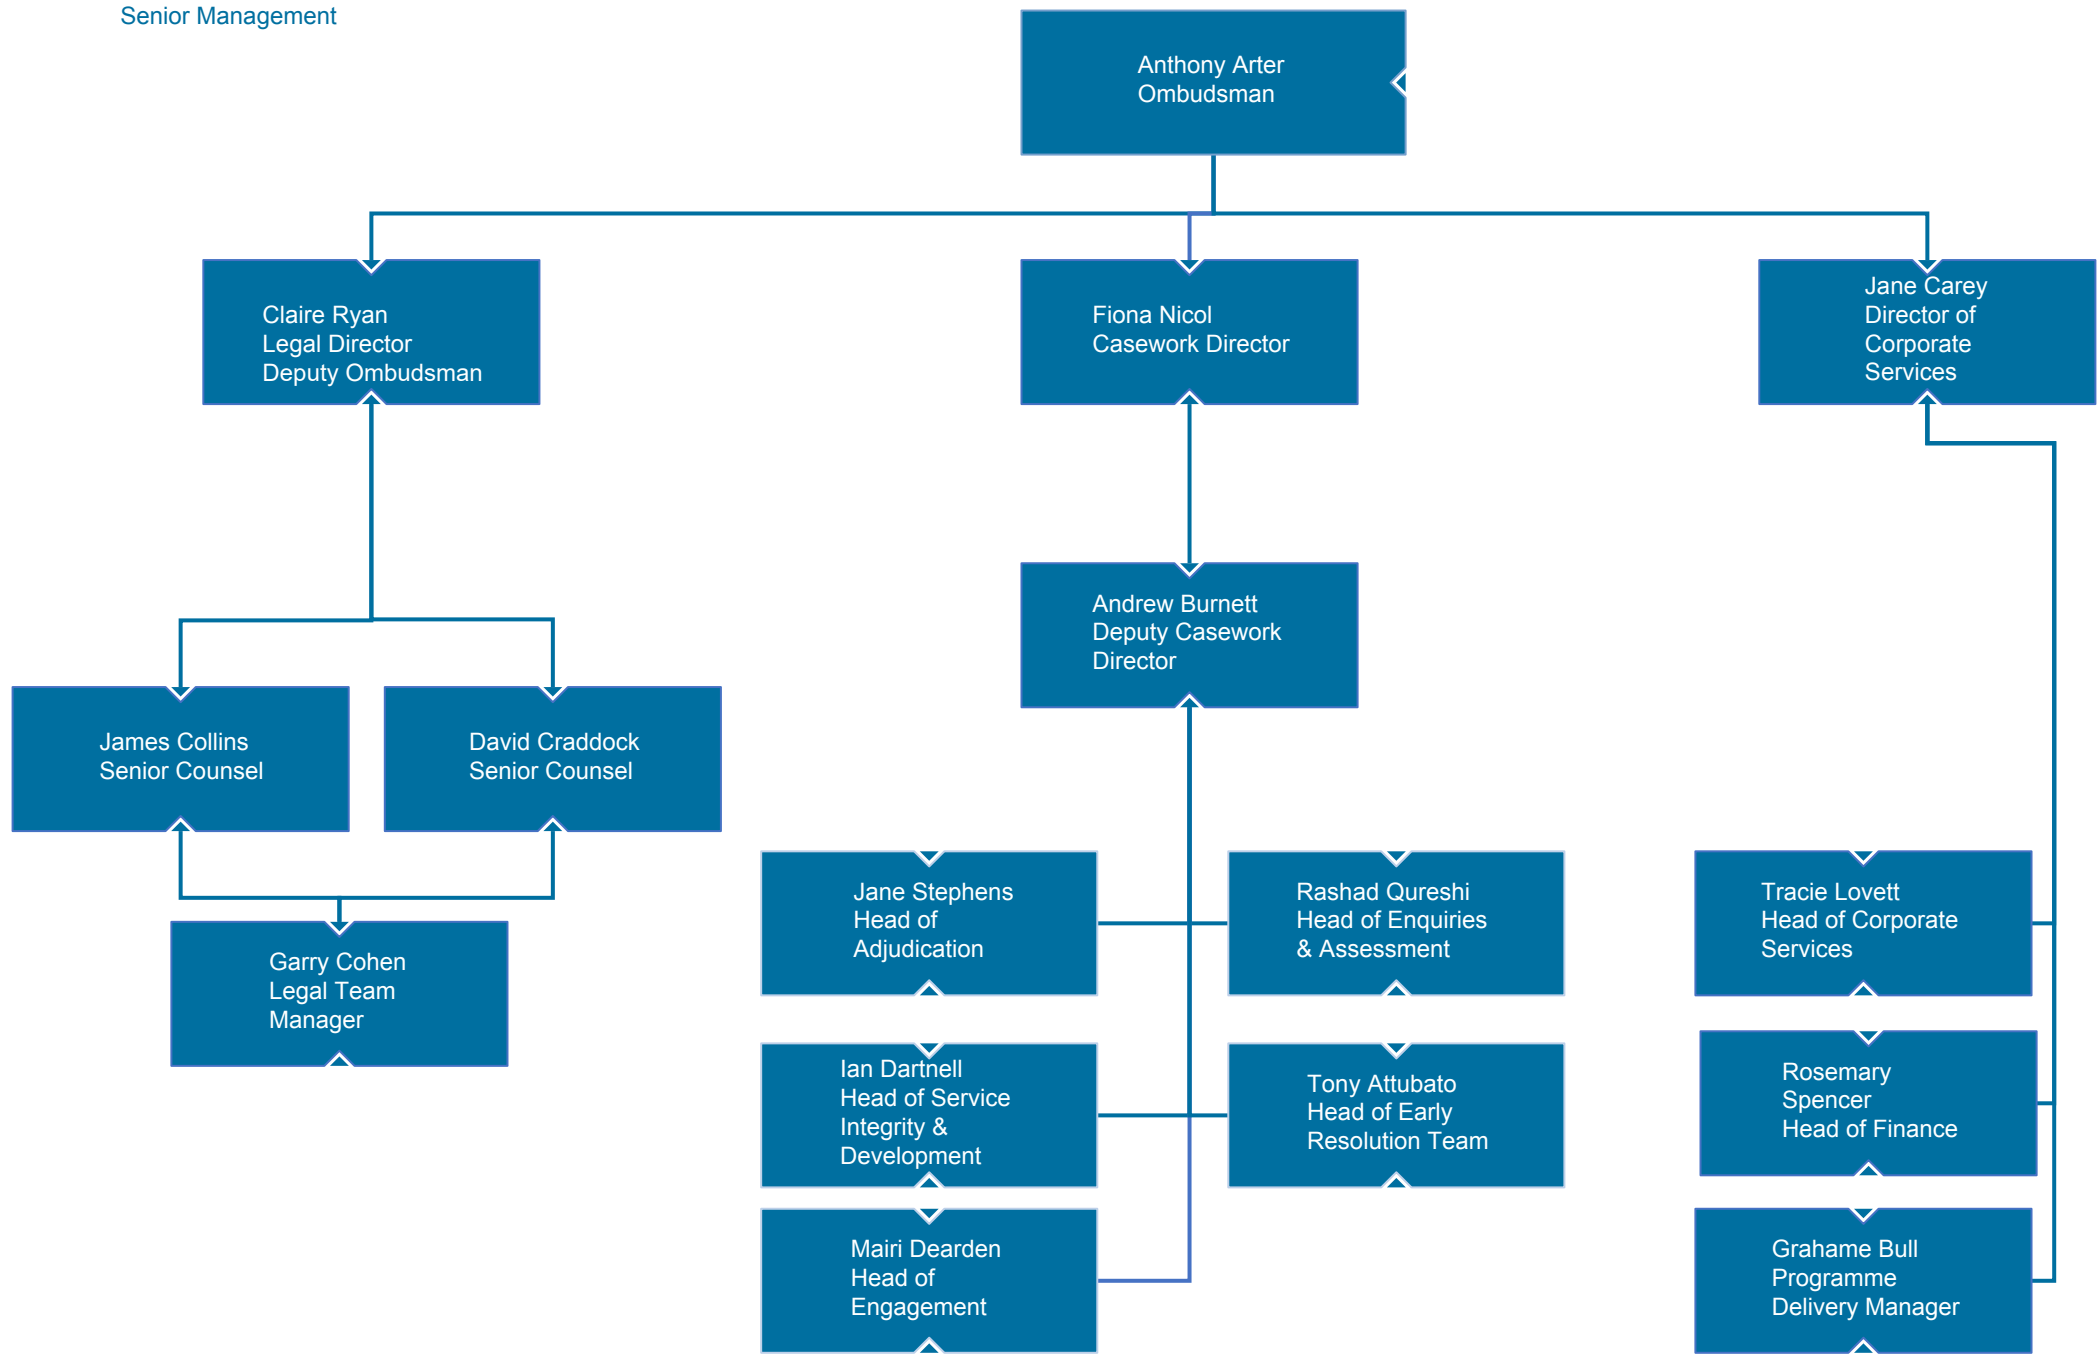 Senior Management
Anthony Arter
Ombudsman
Claire Ryan
Legal Director
Deputy Ombudsman
Fiona Nicol
Casework Director
Jane Carey
Director of
Corporate
Services
Andrew Burnett
Deputy Casework
Director
James Collins
Senior Counsel
David Craddock
Senior Counsel
Garry Cohen
Legal Team
Manager
Jane Stephens
Head of
Adjudication
Rashad Qureshi
Head of Enquiries
& Assessment
Tracie Lovett
Head of Corporate
Services
Ian Dartnell
Head of Service
Integrity &
Development
Tony Attubato
Head of Early
Resolution Team
Rosemary
Spencer
Head of Finance
Mairi Dearden
Head of
Engagement
Grahame Bull
Programme
Delivery Manager